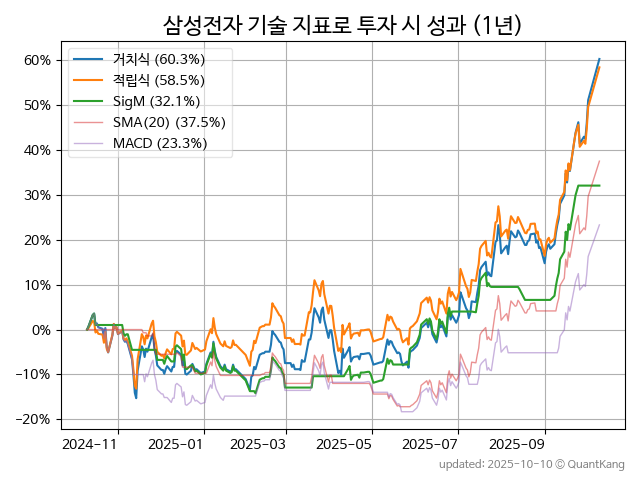 삼성전자 기술 지표로 투자 시 성과 (1년)
거치식 (60.3%)
적립식 (58.5%)
SigM (32.1%)
SMA(20) (37.5%)
MACD (23.3%)
60%
50%
40%
30%
20%
10%
0%
−10%
−20%
2024-11 2025-01 2025-03 2025-05 2025-07 2025-09
updated: 2025-10-10 © QuantKang